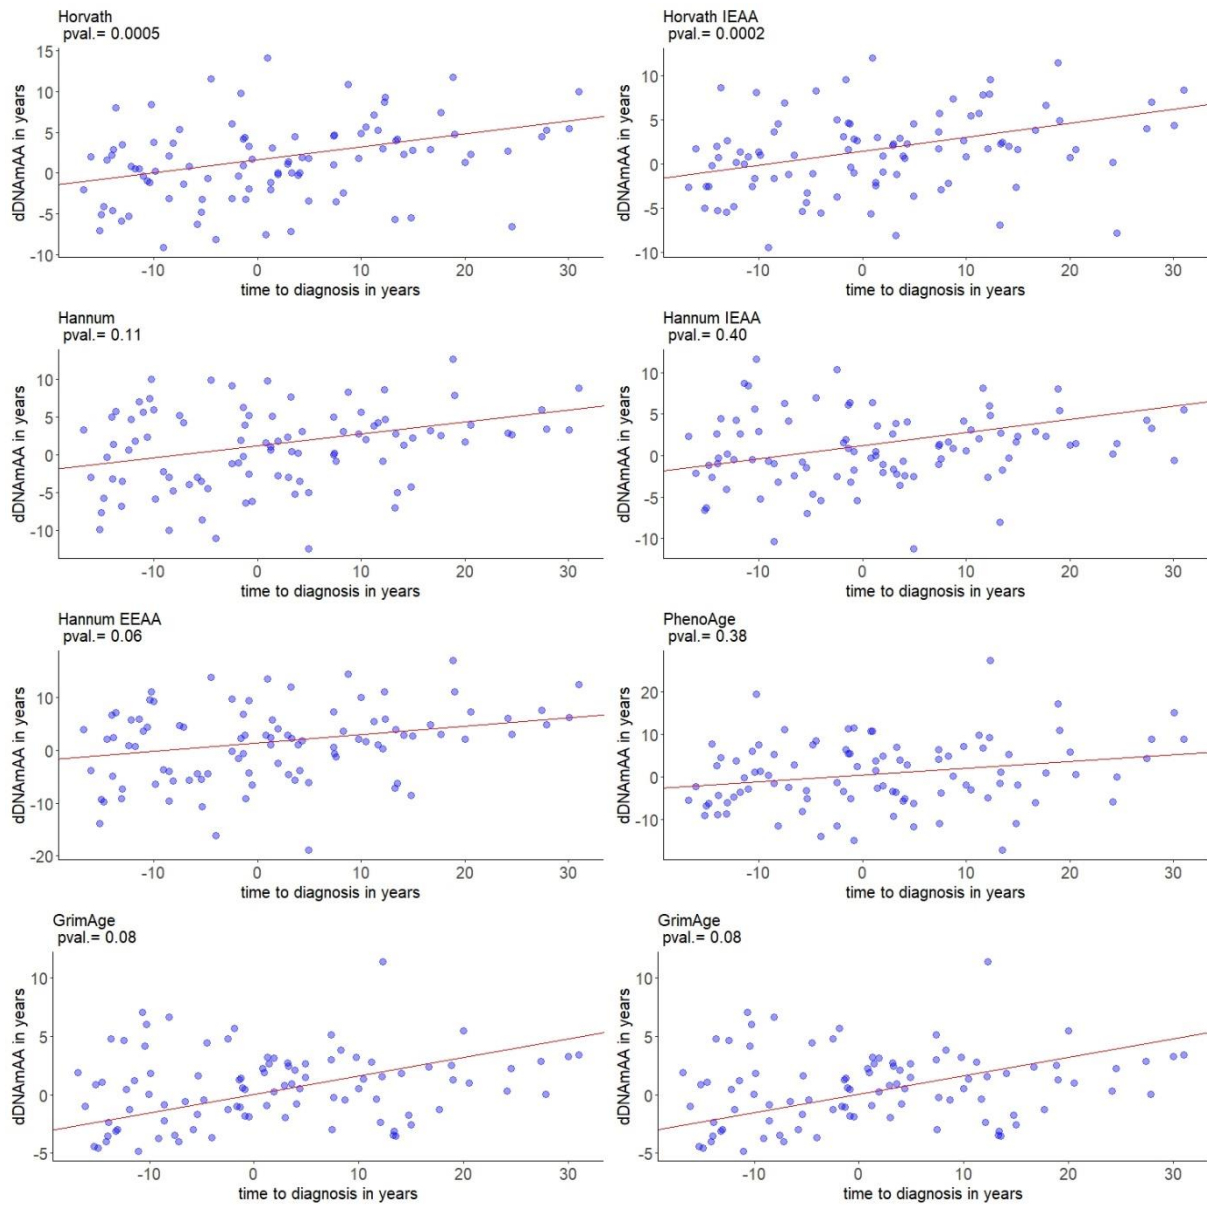 Horvath
pval.= 0.0005
15
10
5
0
-5
-10
dDNAmAA in years
-10 0 10 20 30
time to diagnosis in years
Horvath IEAA
pval.= 0.0002
10
5
0
-5
-10
dDNAmAA in years
-10 0 10 20 30
time to diagnosis in years
Hannum
pval.= 0.11
10
5
0
-5
-10
dDNAmAA in years
-10 0 10 20 30
time to diagnosis in years
Hannum IEAA
pval.= 0.40
10
5
0
-5
-10
dDNAmAA in years
-10 0 10 20 30
time to diagnosis in years
Hannum EEAA
pval.= 0.06
10
0
-10
-20
dDNAmAA in years
-10 0 10 20 30
time to diagnosis in years
PhenoAge
pval.= 0.38
20
10
0
-10
dDNAmAA in years
-10 0 10 20 30
time to diagnosis in years
GrimAge
pval.= 0.08
10
5
0
-5
dDNAmAA in years
-10 0 10 20 30
time to diagnosis in years
GrimAge
pval.= 0.08
10
5
0
-5
dDNAmAA in years
-10 0 10 20 30
time to diagnosis in years